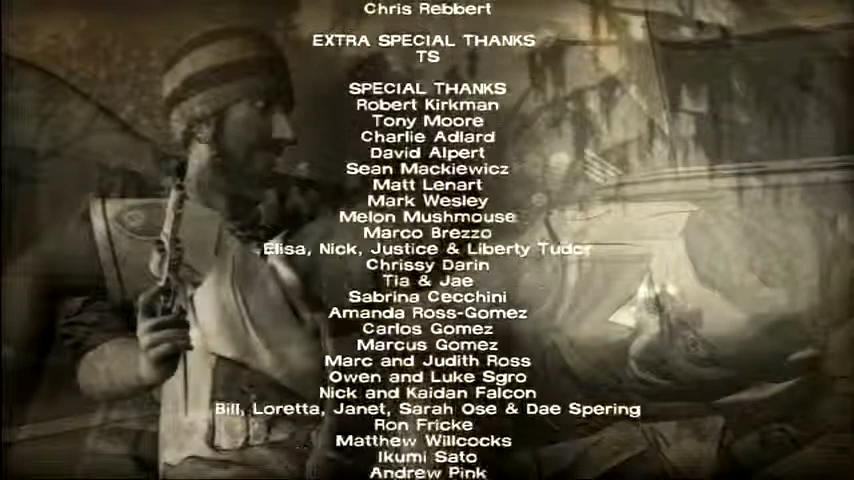 Chris Rebbert
EXTRA SPECIAL THANKS
TS
SPECIAL THANKS
Robert Kirkman
Tony Moore
Charlie Adlard
David Alpert
Sean Mackiewicz
Matt Lenart
Mark Wesley
Melon Mushmouse
Marco Brezzo
Elisa, Nick, Justice & Liberty Tudor
Chrissy Darin
Tia & Jae
Sabrina Cecchini
Amanda Ross-Gomez
Carlos Gomez
Marcus Gomez
Marc and Judith Ross
Owen and Luke Sgro
Nick and Kaidan Falcon
Bill, Loretta, Janet, Sarah Ose & Dae Spering
Ron Fricke
Matthew Willcocks
Ikumi Sato
Andrew Pink